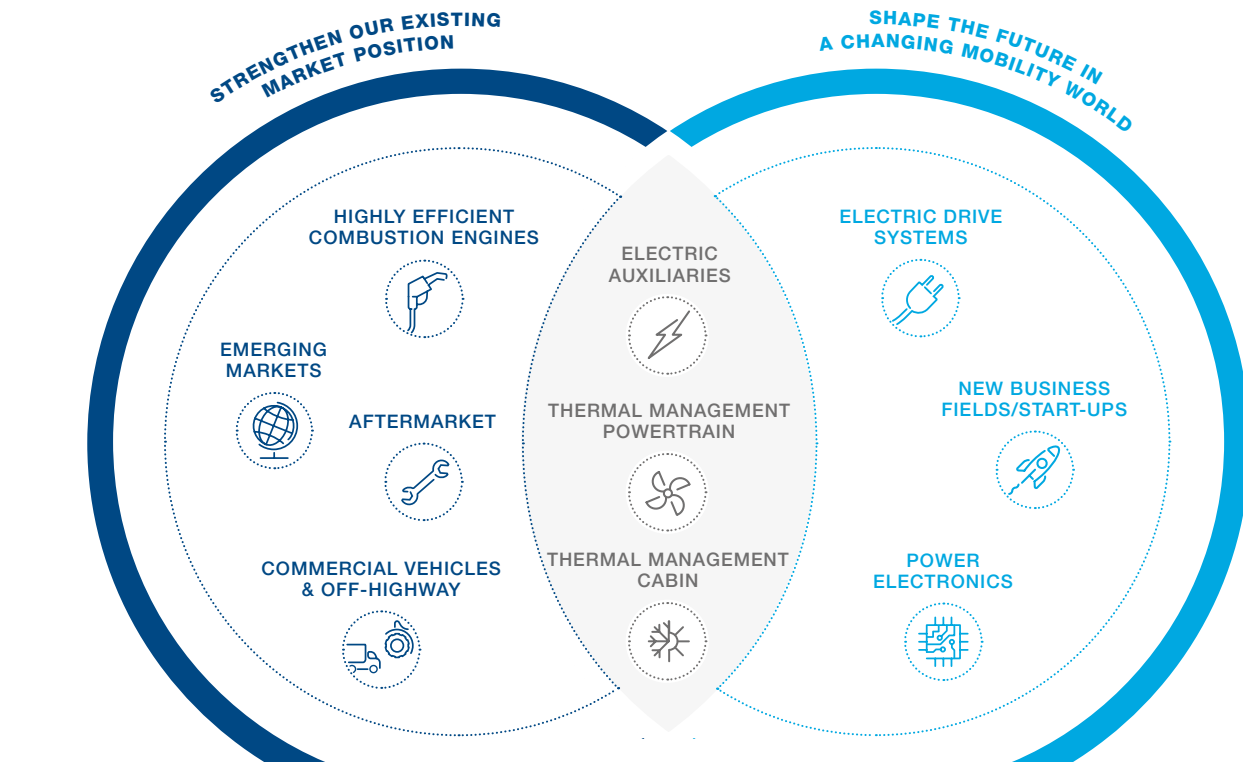 STRENGTHEN OUR EXISTING
MARKET POSITION
SHAPE THE FUTURE IN
A CHANGING MOBILITY WORLD
HIGHLY EFFICIENT
COMBUSTION ENGINES
EMERGING
MARKETS
AFTERMARKET
COMMERCIAL VEHICLES
& OFF-HIGHWAY
ELECTRIC
AUXILIARIES
THERMAL MANAGEMENT
POWERTRAIN
THERMAL MANAGEMENT
CABIN
ELECTRIC DRIVE
SYSTEMS
NEW BUSINESS
FIELDS/START-UPS
POWER
ELECTRONICS